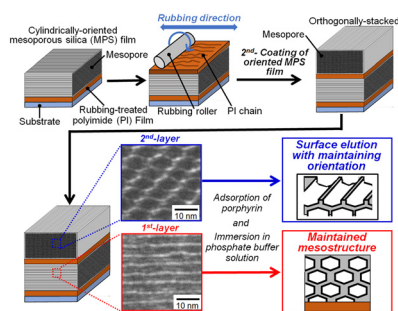 Cylindrically-oriented
mesoporous silica (MPS) film
Mesopore
Substrate
Rubbing-treated
polyimide (PI) Film
Rubbing direction
Rubbing roller
PI chain
2nd- Coating of
oriented MPS
film
Orthogonally-stacked
Mesopore
2nd-layer
10 nm
1st-layer
10 nm
Adsorption of
porphyrin
and
Immersion in
phosphate buffer
solution
Surface elution
with maintaining
orientation
Maintained
mesostructure